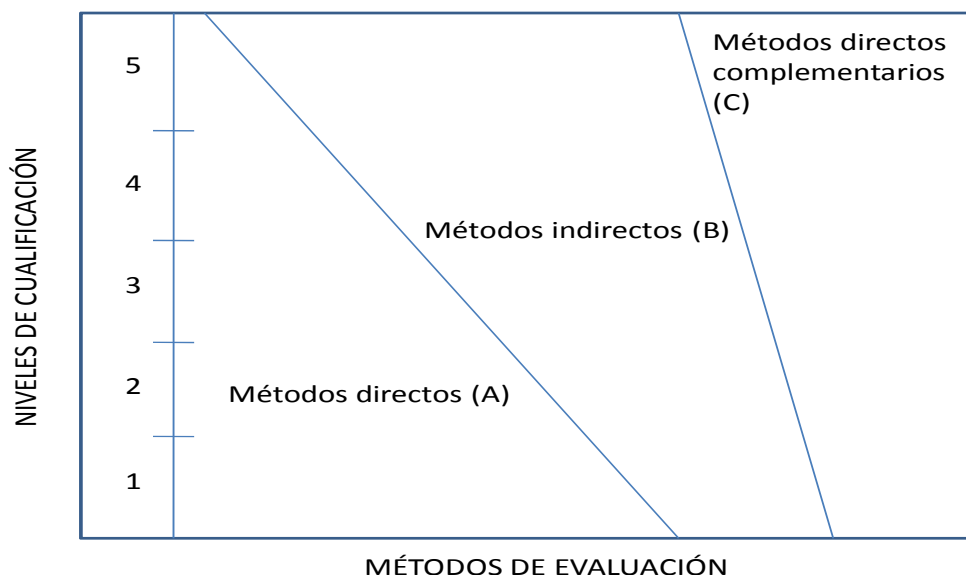 Métodos directos
complementarios
(C)
5
4
3
2
1
NIVELES DE CUALIFICACIÓN
Métodos indirectos (B)
Métodos directos (A)
MÉTODOS DE EVALUACIÓN